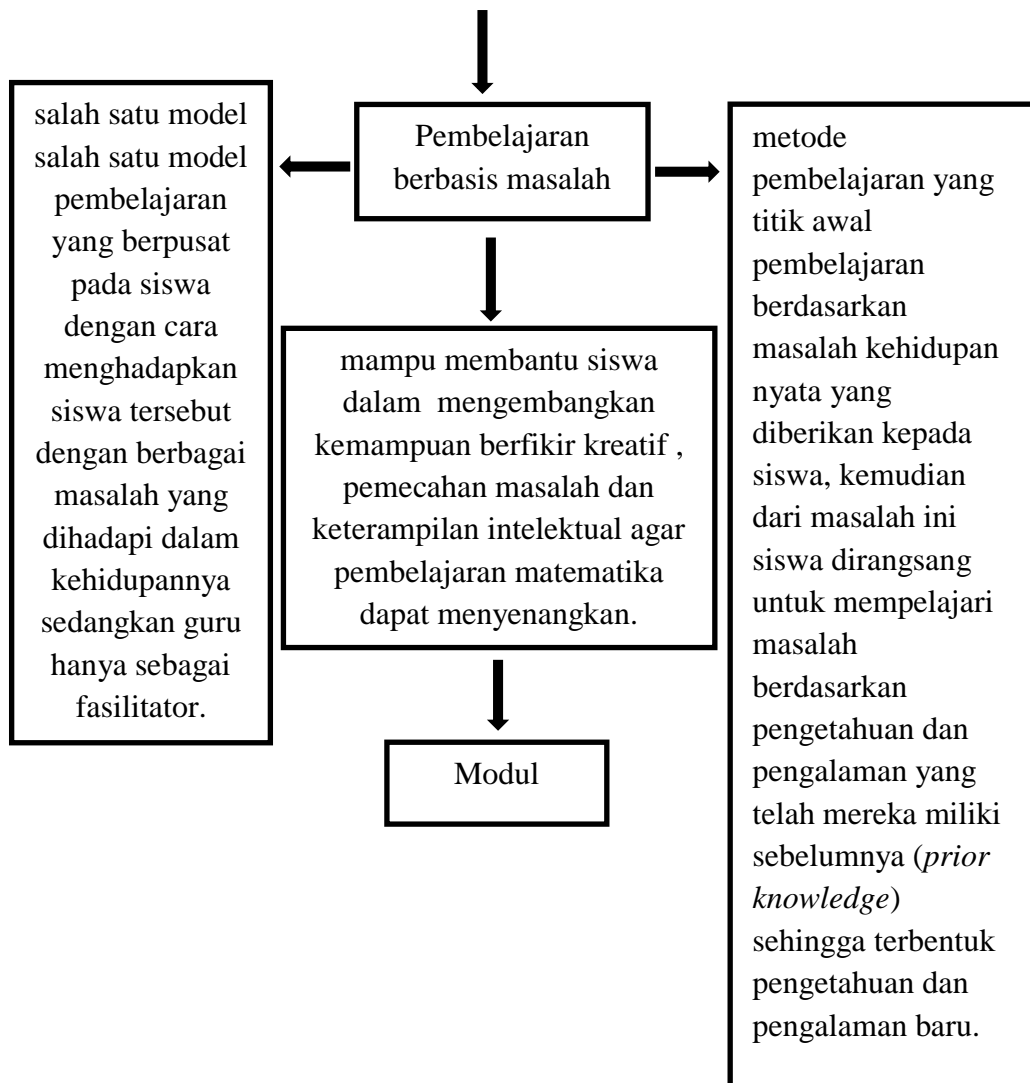 salah satu model
salah satu model
pembelajaran
yang berpusat
pada siswa
dengan cara
menghadapkan
siswa tersebut
dengan berbagai
masalah yang
dihadapi dalam
kehidupannya
sedangkan guru
hanya sebagai
fasilitator.
Pembelajaran
berbasis masalah
mampu membantu siswa
dalam  mengembangkan
kemampuan berfikir kreatif ,
pemecahan masalah dan
keterampilan intelektual agar
pembelajaran matematika
dapat menyenangkan.
Modul
metode
pembelajaran yang
titik awal
pembelajaran
berdasarkan
masalah kehidupan
nyata yang
diberikan kepada
siswa, kemudian
dari masalah ini
siswa dirangsang
untuk mempelajari
masalah
berdasarkan
pengetahuan dan
pengalaman yang
telah mereka miliki
sebelumnya (prior
knowledge)
sehingga terbentuk
pengetahuan dan
pengalaman baru.